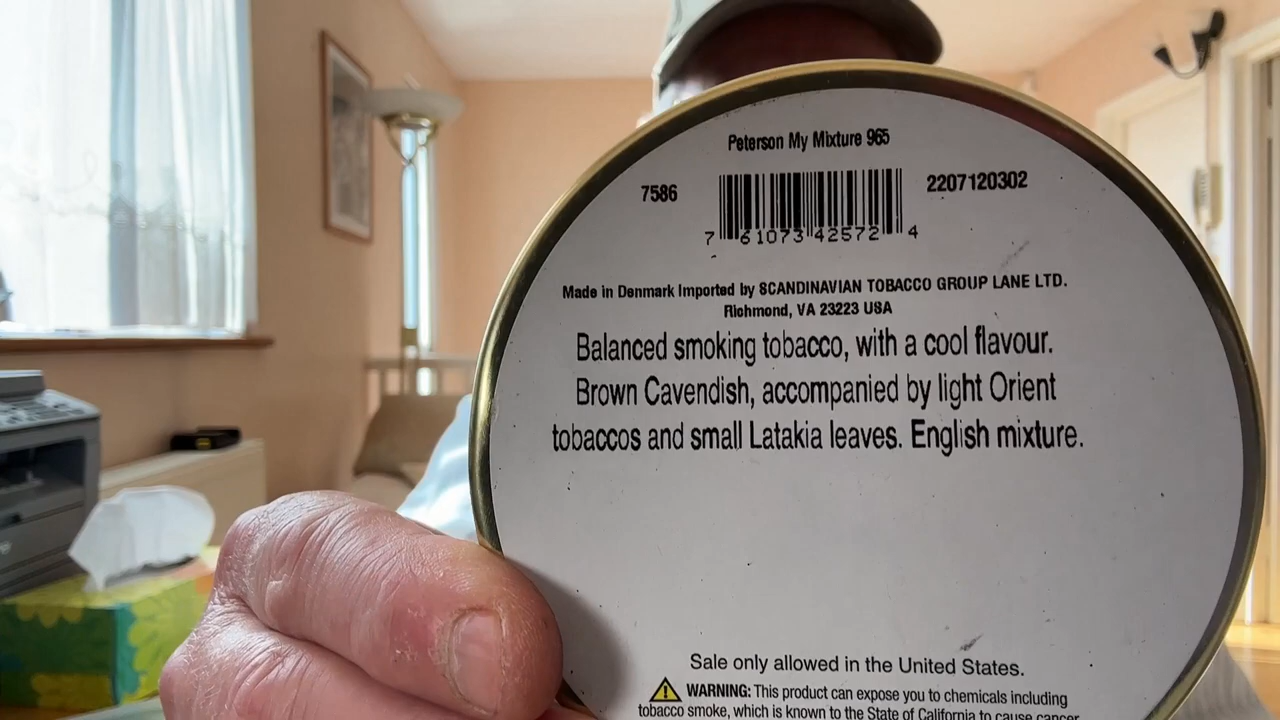 Peterson My Mixture 965
7586
2207120302
7 61073 42572 4
Made in Denmark Imported by SCANDINAVIAN TOBACCO GROUP LANE LTD.
Richmond, VA 23223 USA
Balanced smoking tobacco, with a cool flavour.
Brown Cavendish, accompanied by light Orient
tobaccos and small Latakia leaves. English mixture.
Sale only allowed in the United States.
WARNING: This product can expose you to chemicals including
tobacco smoke, which is known to the State of California to cause cancer